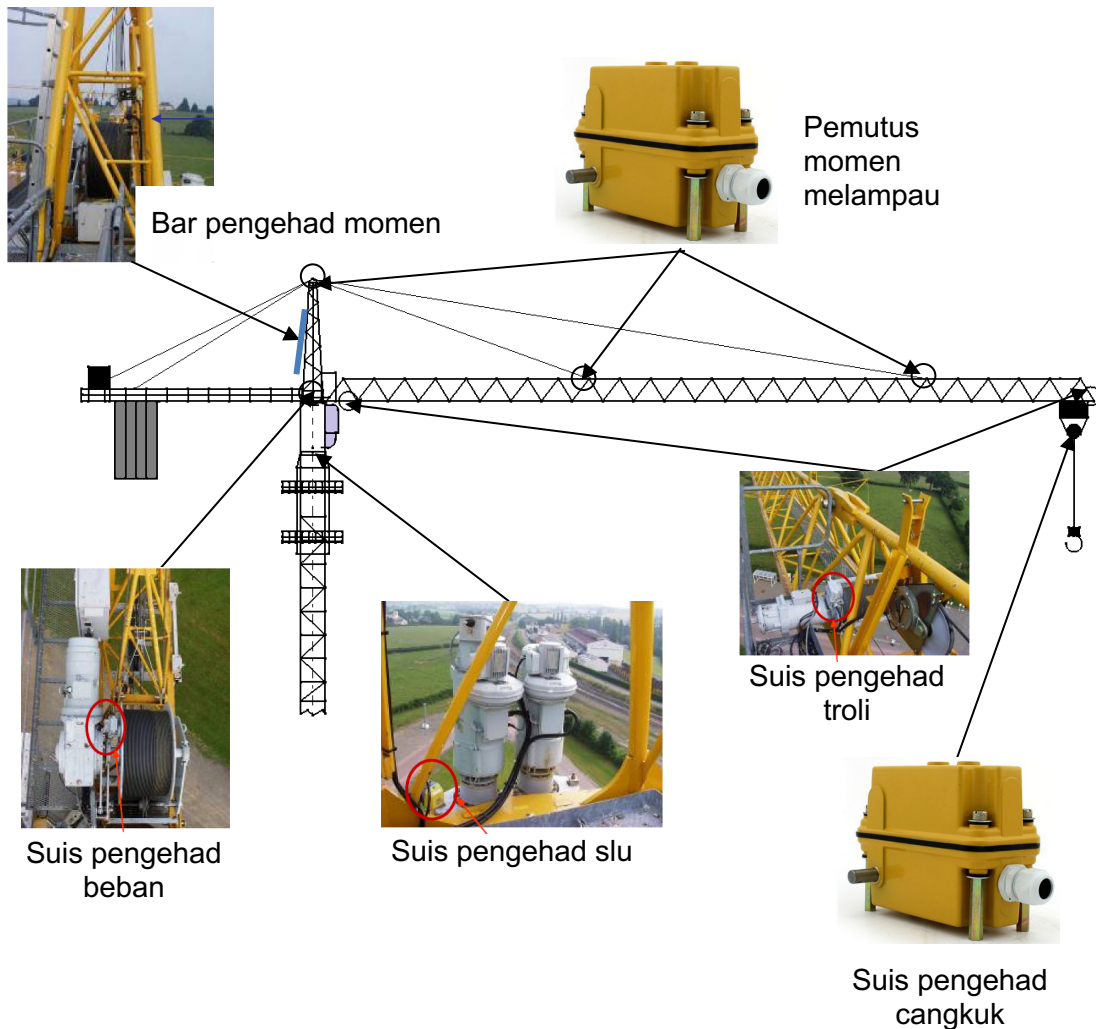 Pemutus
momen
melampau
Bar pengehad momen
Suis pengehad
troli
Suis pengehad
beban
Suis pengehad slu
Suis pengehad
cangkuk